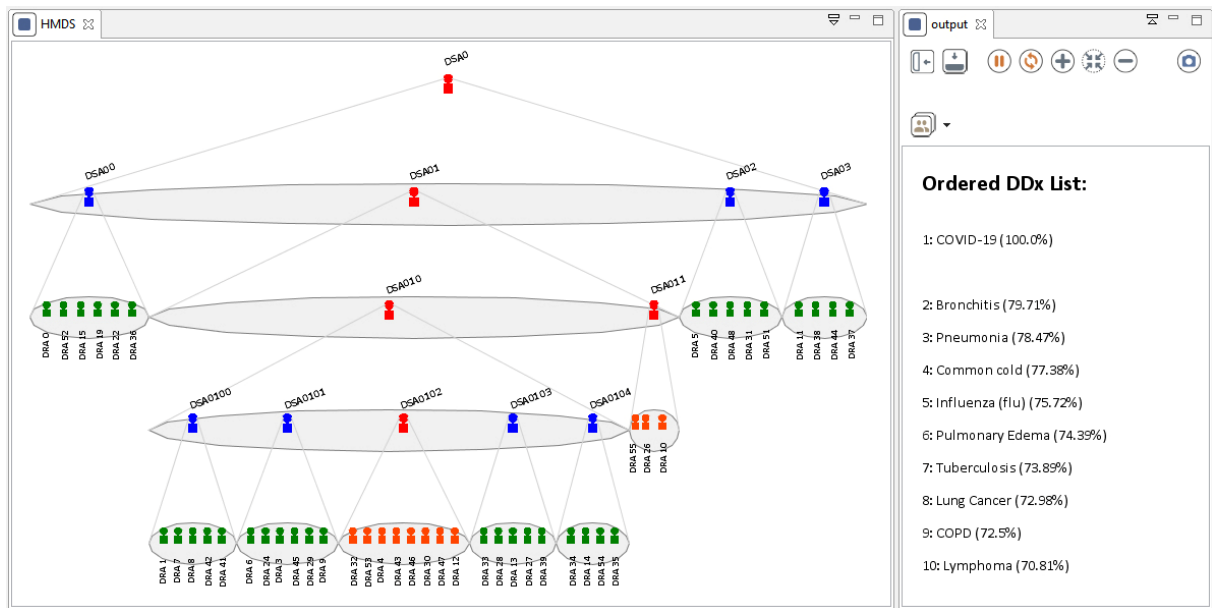 HMDS
output
DSA0
DSA00
DSA01
DSA02
DSA03
DSA010
DSA011
DRA 0
DRA 52
DRA 15
DRA 19
DRA 22
DRA 36
DRA 5
DRA 40
DRA 48
DRA 31
DRA 51
DRA 11
DRA 38
DRA 44
DRA 37
DSA0100
DSA0101
DSA0102
DSA0103
DSA0104
DRA 55
DRA 26
DRA 10
DRA 1
DRA 7
DRA 8
DRA 42
DRA 41
DRA 6
DRA 24
DRA 3
DRA 45
DRA 29
DRA 9
DRA 32
DRA 53
DRA 4
DRA 43
DRA 46
DRA 30
DRA 47
DRA 12
DRA 33
DRA 28
DRA 13
DRA 27
DRA 39
DRA 34
DRA 14
DRA 54
DRA 35
Ordered DDx List:
1: COVID-19 (100.0%)
2: Bronchitis (79.71%)
3: Pneumonia (78.47%)
4: Common cold (77.38%)
5: Influenza (flu) (75.72%)
6: Pulmonary Edema (74.39%)
7: Tuberculosis (73.89%)
8: Lung Cancer (72.98%)
9: COPD (72.5%)
10: Lymphoma (70.81%)